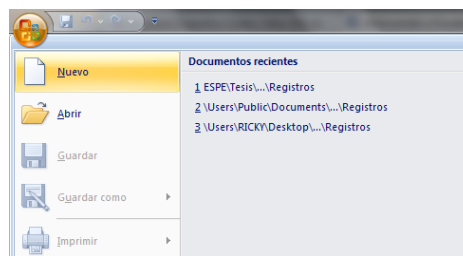 Nuevo
Abrir
Guardar
Guardar como
Imprimir
Documentos recientes
1 ESPE\Tesis\...\Registros
2 \Users\Public\Documents\...\Registros
3 \Users\RICKY\Desktop\...\Registros